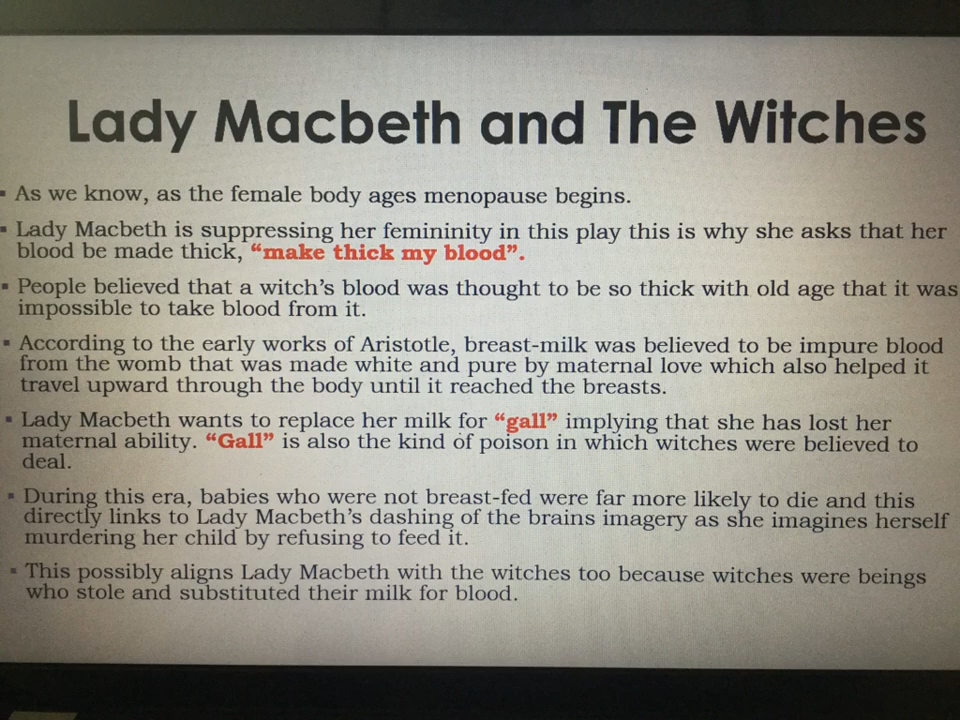 Lady Macbeth and The Witches
▪ As we know, as the female body ages menopause begins.
▪ Lady Macbeth is suppressing her femininity in this play this is why she asks that her
blood be made thick, “make thick my blood”.
▪ People believed that a witch’s blood was thought to be so thick with old age that it was
impossible to take blood from it.
▪ According to the early works of Aristotle, breast-milk was believed to be impure blood
from the womb that was made white and pure by maternal love which also helped it
travel upward through the body until it reached the breasts.
▪ Lady Macbeth wants to replace her milk for “gall” implying that she has lost her
maternal ability. “Gall” is also the kind of poison in which witches were believed to
deal.
▪ During this era, babies who were not breast-fed were far more likely to die and this
directly links to Lady Macbeth’s dashing of the brains imagery as she imagines herself
murdering her child by refusing to feed it.
▪ This possibly aligns Lady Macbeth with the witches too because witches were beings
who stole and substituted their milk for blood.